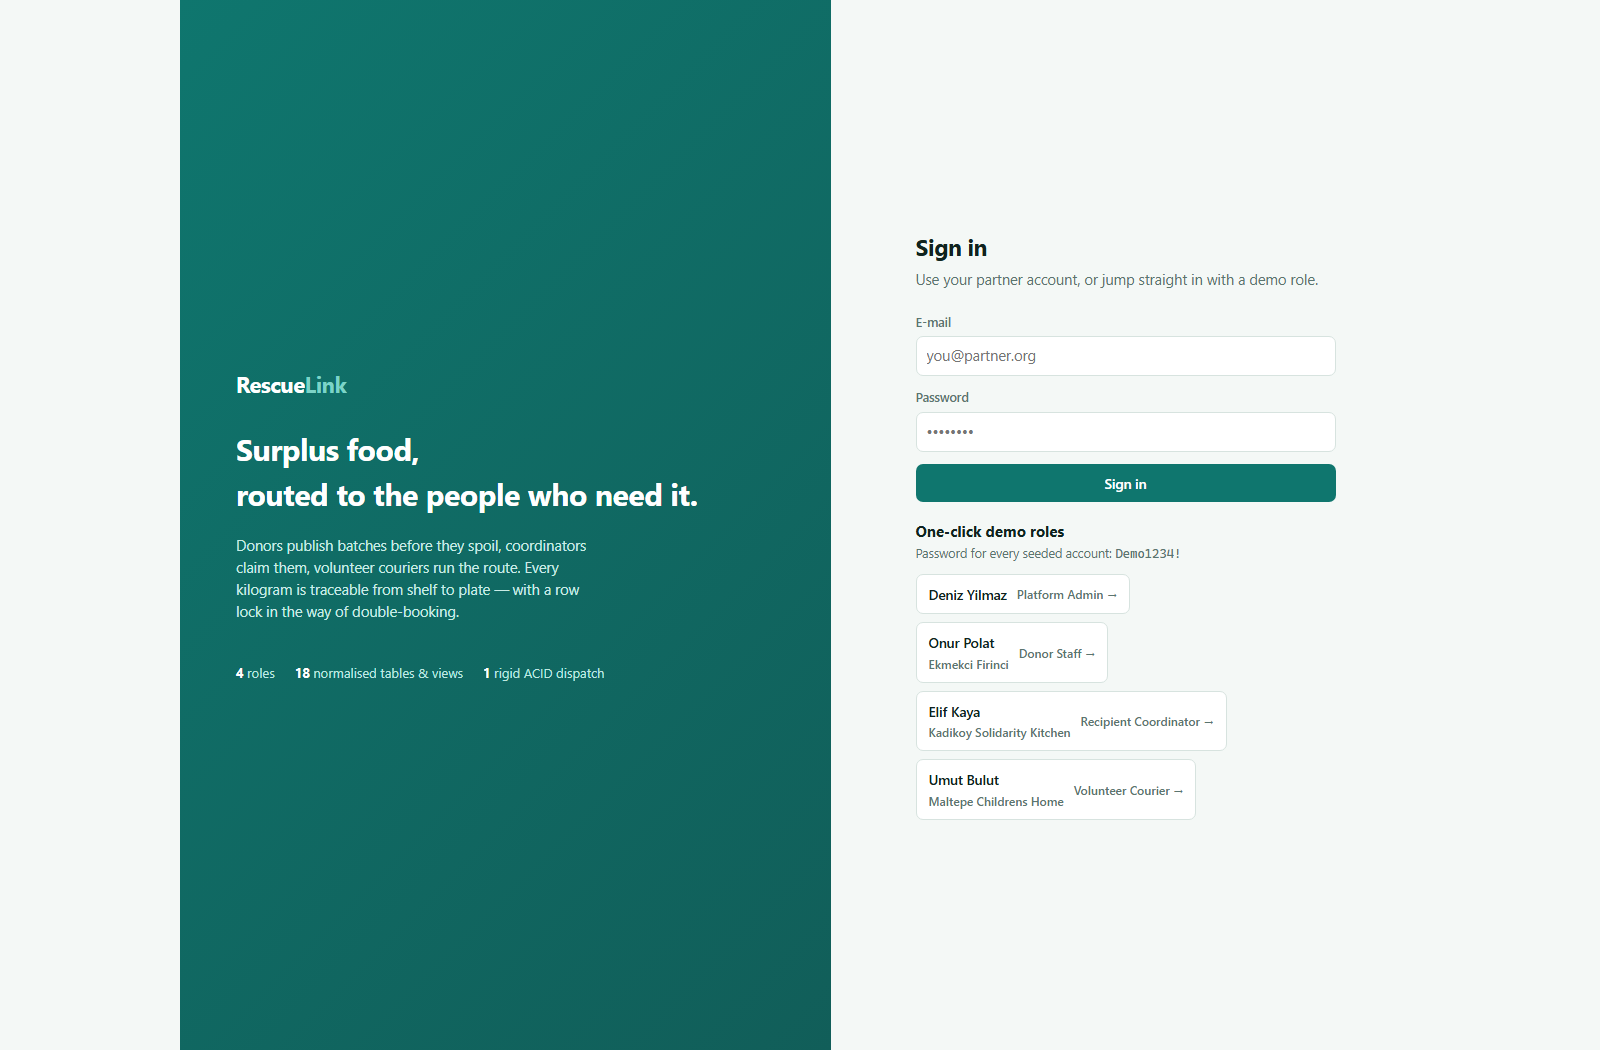 RescueLink
Surplus food,
routed to the people who need it.
Donors publish batches before they spoil, coordinators
claim them, volunteer couriers run the route. Every
kilogram is traceable from shelf to plate — with a row
lock in the way of double-booking.
4 roles 18 normalised tables & views 1 rigid ACID dispatch
Sign in
Use your partner account, or jump straight in with a demo role.
E-mail
you@partner.org
Password
••••••••
Sign in
One-click demo roles
Password for every seeded account: Demo1234!
Deniz Yilmaz Platform Admin →
Onur Polat
Ekmekci Firinci
Donor Staff →
Elif Kaya
Kadikoy Solidarity Kitchen
Recipient Coordinator →
Umut Bulut
Maltepe Childrens Home
Volunteer Courier →